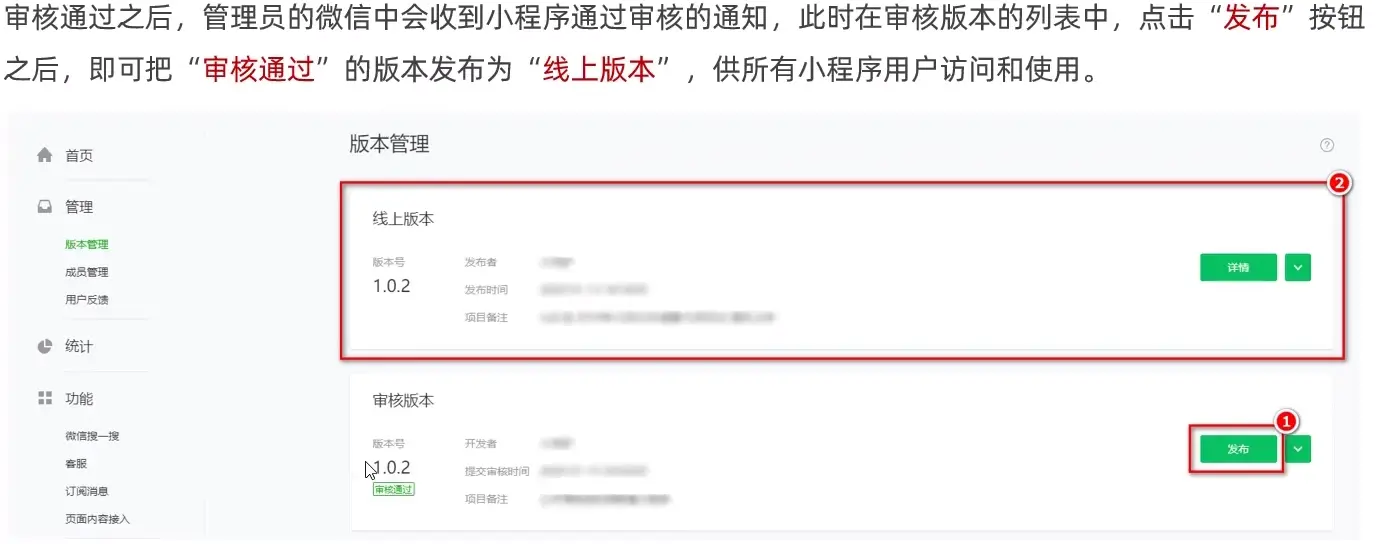 审核通过之后，管理员的微信中会收到小程序通过审核的通知，此时在审核版本的列表中，点击“发布”按钮
之后，即可把“审核通过”的版本发布为“线上版本”，供所有小程序用户访问和使用。
首页
管理
版本管理
成员管理
用户反馈
统计
功能
微信搜一搜
客服
订阅消息
页面内容接入
版本管理
?
2
线上版本
版本号
1.0.2
发布者
发布时间
项目备注
详情
审核版本
版本号
1.0.2
审核通过
开发者
提交审核时间
项目备注
1
发布